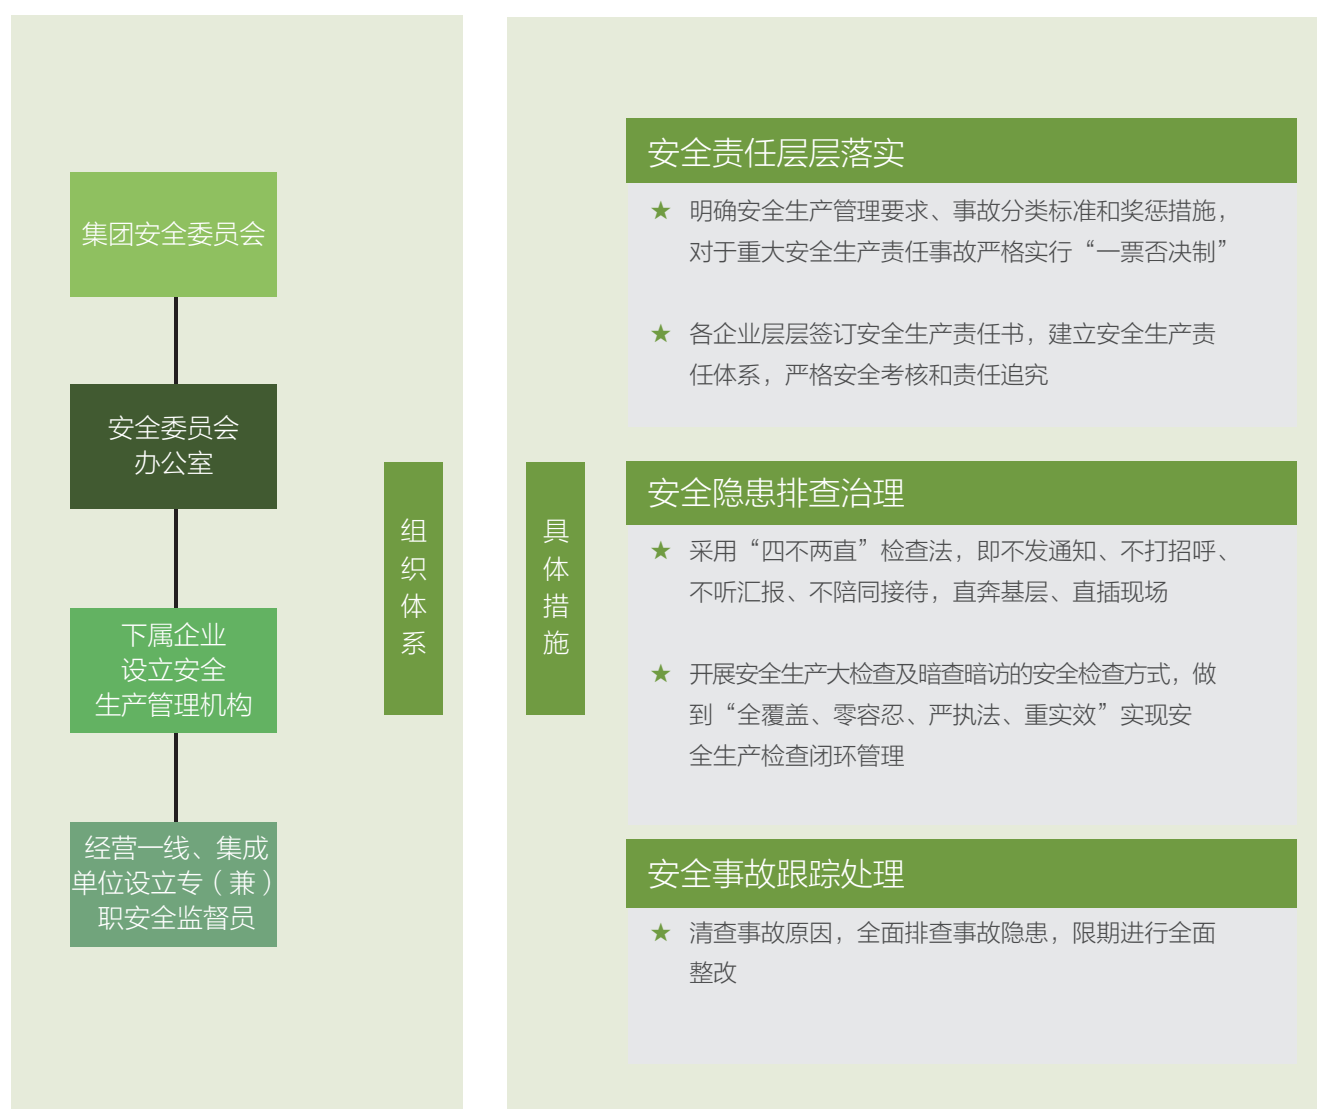 集团安全委员会
安全委员会
办公室
下属企业
设立安全
生产管理机构
经营一线、集成
单位设立专（兼）
职安全监督员
组织体系
具体措施
安全责任层层落实
★ 明确安全生产管理要求、事故分类标准和奖惩措施，
对于重大安全生产责任事故严格实行“一票否决制”
★ 各企业层层签订安全生产责任书，建立安全生产责
任体系，严格安全考核和责任追究
安全隐患排查治理
★ 采用“四不两直”检查法，即不发通知、不打招呼、
不听汇报、不陪同接待，直奔基层、直插现场
★ 开展安全生产大检查及暗查暗访的安全检查方式，做
到“全覆盖、零容忍、严执法、重实效”实现安
全生产检查闭环管理
安全事故跟踪处理
★ 清查事故原因，全面排查事故隐患，限期进行全面
整改